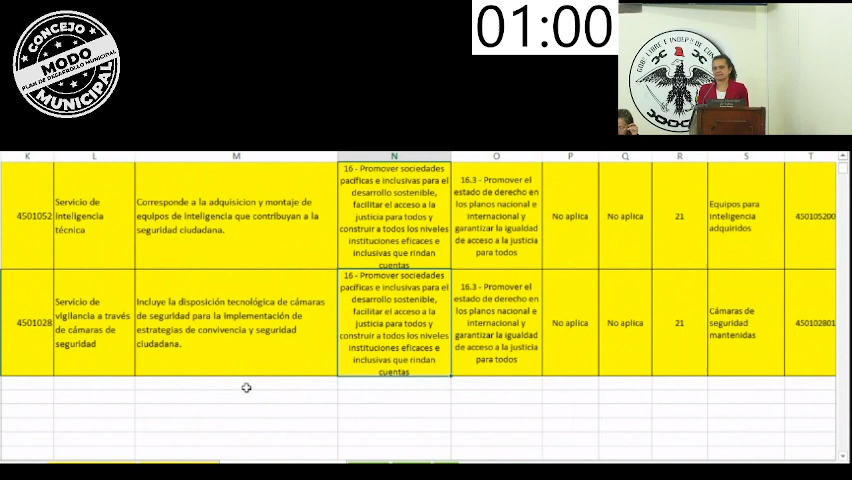 CONCEJO
MODO
PLAN DE DESARROLLO MUNICIPAL
MUNICIPAL
01:00
K L M N O P Q R S T
4501052
Servicio de
inteligencia
técnica
Corresponde a la adquisicion y montaje de
equipos de inteligencia que contribuyan a la
seguridad ciudadana.
16 - Promover sociedades
pacíficas e inclusivas para el
desarrollo sostenible,
facilitar el acceso a la
justicia para todos y
construir a todos los niveles
instituciones eficaces e
inclusivas que rindan
cuentas
16.3 - Promover el
estado de derecho en
los planos nacional e
internacional y
garantizar la igualdad
de acceso a la justicia
para todos
No aplica
No aplica
21
Equipos para
inteligencia
adquiridos
450105200
4501028
Servicio de
vigilancia a través
de cámaras de
seguridad
Incluye la disposición tecnológica de cámaras
de seguridad para la implementación de
estrategias de convivencia y seguridad
ciudadana.
16 - Promover sociedades
pacíficas e inclusivas para el
desarrollo sostenible,
facilitar el acceso a la
justicia para todos y
construir a todos los niveles
instituciones eficaces e
inclusivas que rindan
cuentas
16.3 - Promover el
estado de derecho en
los planos nacional e
internacional y
garantizar la igualdad
de acceso a la justicia
para todos
No aplica
No aplica
21
Cámaras de
seguridad
mantenidas
450102801